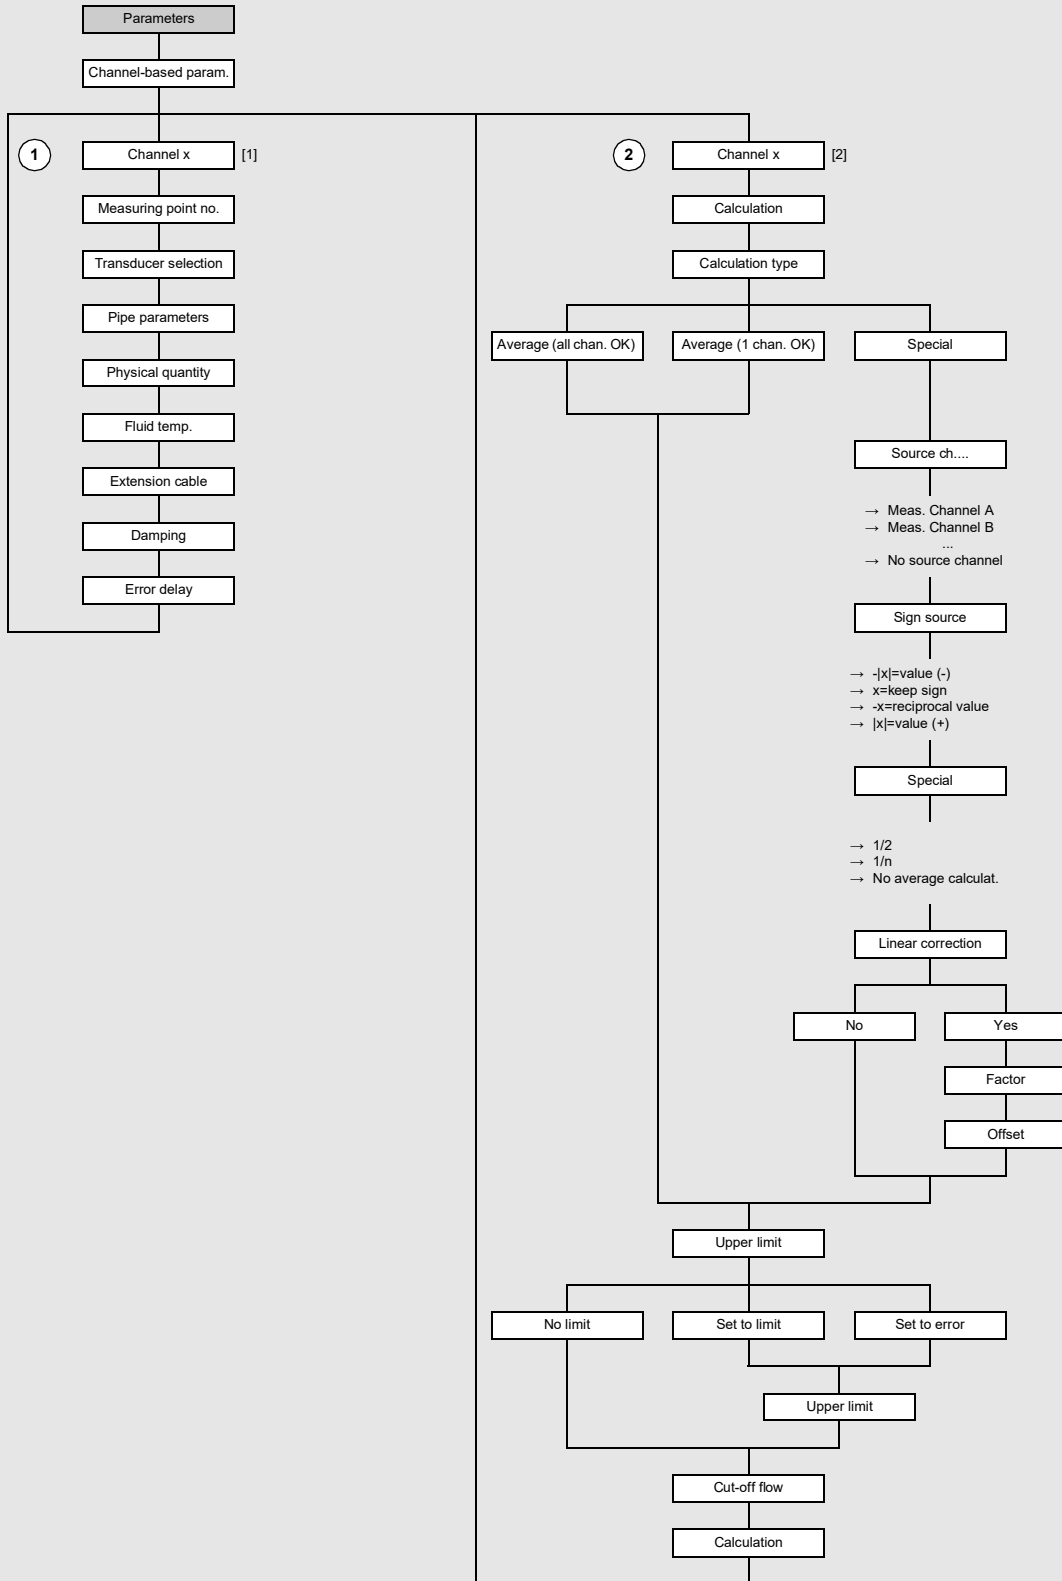 Parameters
Channel-based param.
1
Channel x
[1]
Measuring point no.
Transducer selection
Pipe parameters
Physical quantity
Fluid temp.
Extension cable
Damping
Error delay
2
Channel x
[2]
Calculation
Calculation type
Average (all chan. OK)
Average (1 chan. OK)
Special
Source ch....
→ Meas. Channel A
→ Meas. Channel B
...
→ No source channel
Sign source
→ -|x|=value (-)
→ x=keep sign
→ -x=reciprocal value
→ |x|=value (+)
Special
→ 1/2
→ 1/n
→ No average calculat.
Linear correction
No
Yes
Factor
Offset
Upper limit
No limit
Set to limit
Set to error
Upper limit
Cut-off flow
Calculation